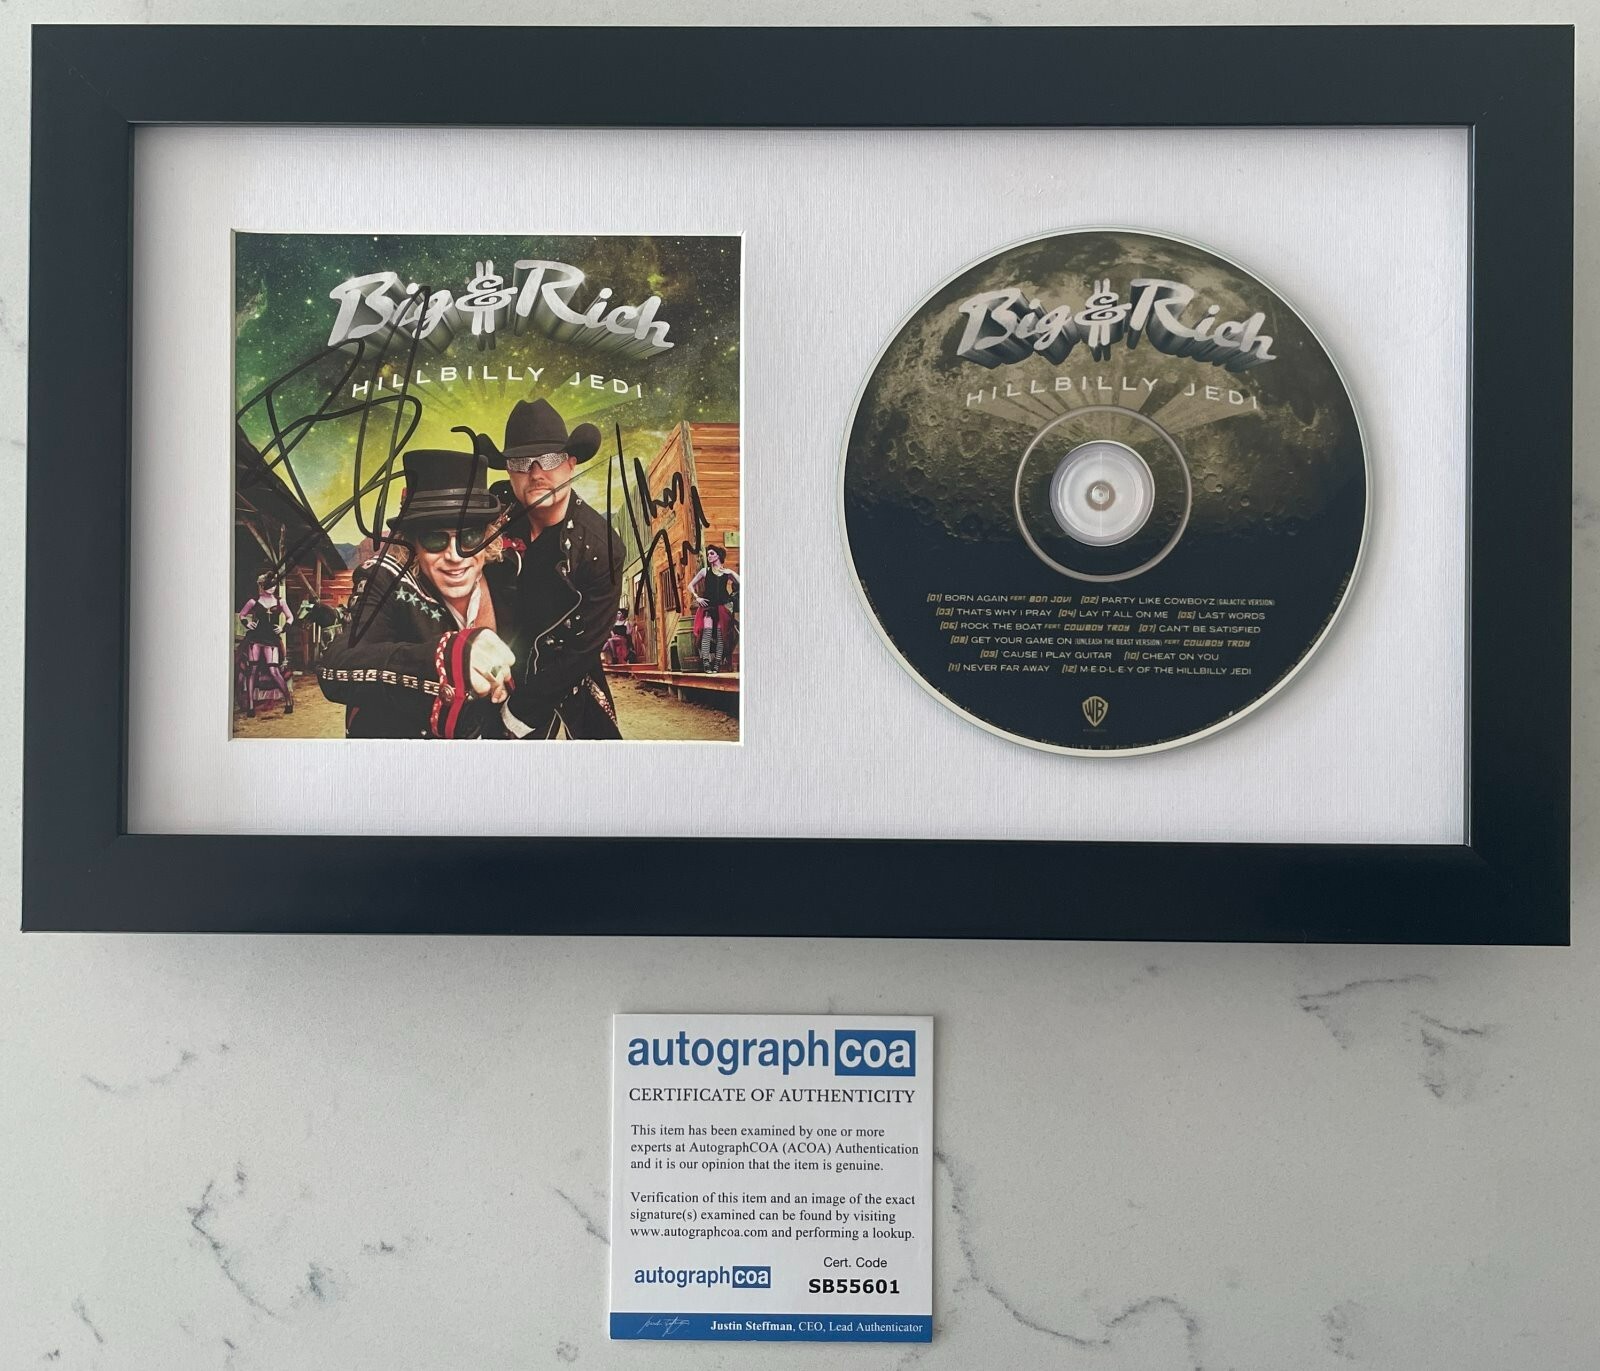 Big & Rich
HILLBILLY JEDI
Big & Rich
HILLBILLY JEDI
[01] BORN AGAIN FEAT. BON JOVI [02] PARTY LIKE COWBOYZ (GALACTIC VERSION)
[03] THAT'S WHY I PRAY [04] LAY IT ALL ON ME [05] LAST WORDS
[06] ROCK THE BOAT FEAT. COWBOY TROY [07] CAN'T BE SATISFIED
[08] GET YOUR GAME ON (UNLEASH THE BEAST VERSION) FEAT. COWBOY TROY
[09] 'CAUSE I PLAY GUITAR [10] CHEAT ON YOU
[11] NEVER FAR AWAY [12] M·E·D·L·E·Y OF THE HILLBILLY JEDI
WB
autograph coa
CERTIFICATE OF AUTHENTICITY
This item has been examined by one or more
experts at AutographCOA (ACOA) Authentication
and it is our opinion that the item is genuine.
Verification of this item and an image of the exact
signature(s) examined can be found by visiting
www.autographcoa.com and performing a lookup.
autograph coa
Cert. Code
SB55601
Justin Steffman, CEO, Lead Authenticator